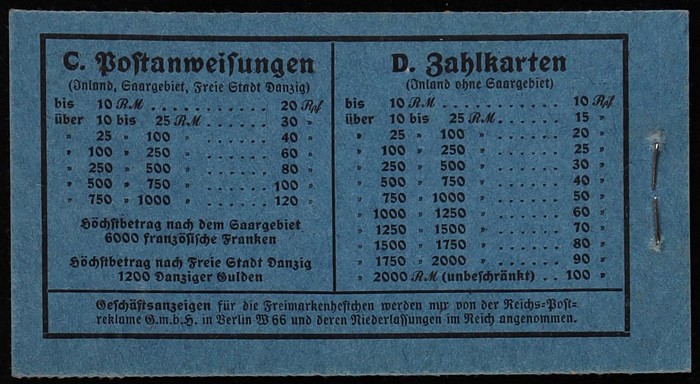 C. Postanweisungen
(Inland, Saargebiet, Freie Stadt Danzig)
bis 10 RM . . . . . . . . 20 Rpf
über 10 bis 25 RM . . . . . . 30 "
" 25 " 100 " . . . . . . 40 "
" 100 " 250 " . . . . . . 60 "
" 250 " 500 " . . . . . . 80 "
" 500 " 750 " . . . . . . 100 "
" 750 " 1000 " . . . . . . 120 "
Höchstbetrag nach dem Saargebiet
6000 französische Franken
Höchstbetrag nach Freie Stadt Danzig
1200 Danziger Gulden
D. Zahlkarten
(Inland ohne Saargebiet)
bis 10 RM . . . . . . . . 10 Rpf
über 10 bis 25 RM . . . . . . 15 "
" 25 " 100 " . . . . . . 20 "
" 100 " 250 " . . . . . . 25 "
" 250 " 500 " . . . . . . 30 "
" 500 " 750 " . . . . . . 40 "
" 750 " 1000 " . . . . . . 50 "
" 1000 " 1250 " . . . . . . 60 "
" 1250 " 1500 " . . . . . . 70 "
" 1500 " 1750 " . . . . . . 80 "
" 1750 " 2000 " . . . . . . 90 "
" 2000 RM (unbeschränkt) . . 100 "
Geschäftsanzeigen für die Freimarkenheftchen werden nur von der Reichs-Post-
reklame G.m.b.H. in Berlin W 66 und deren Niederlassungen im Reich angenommen.